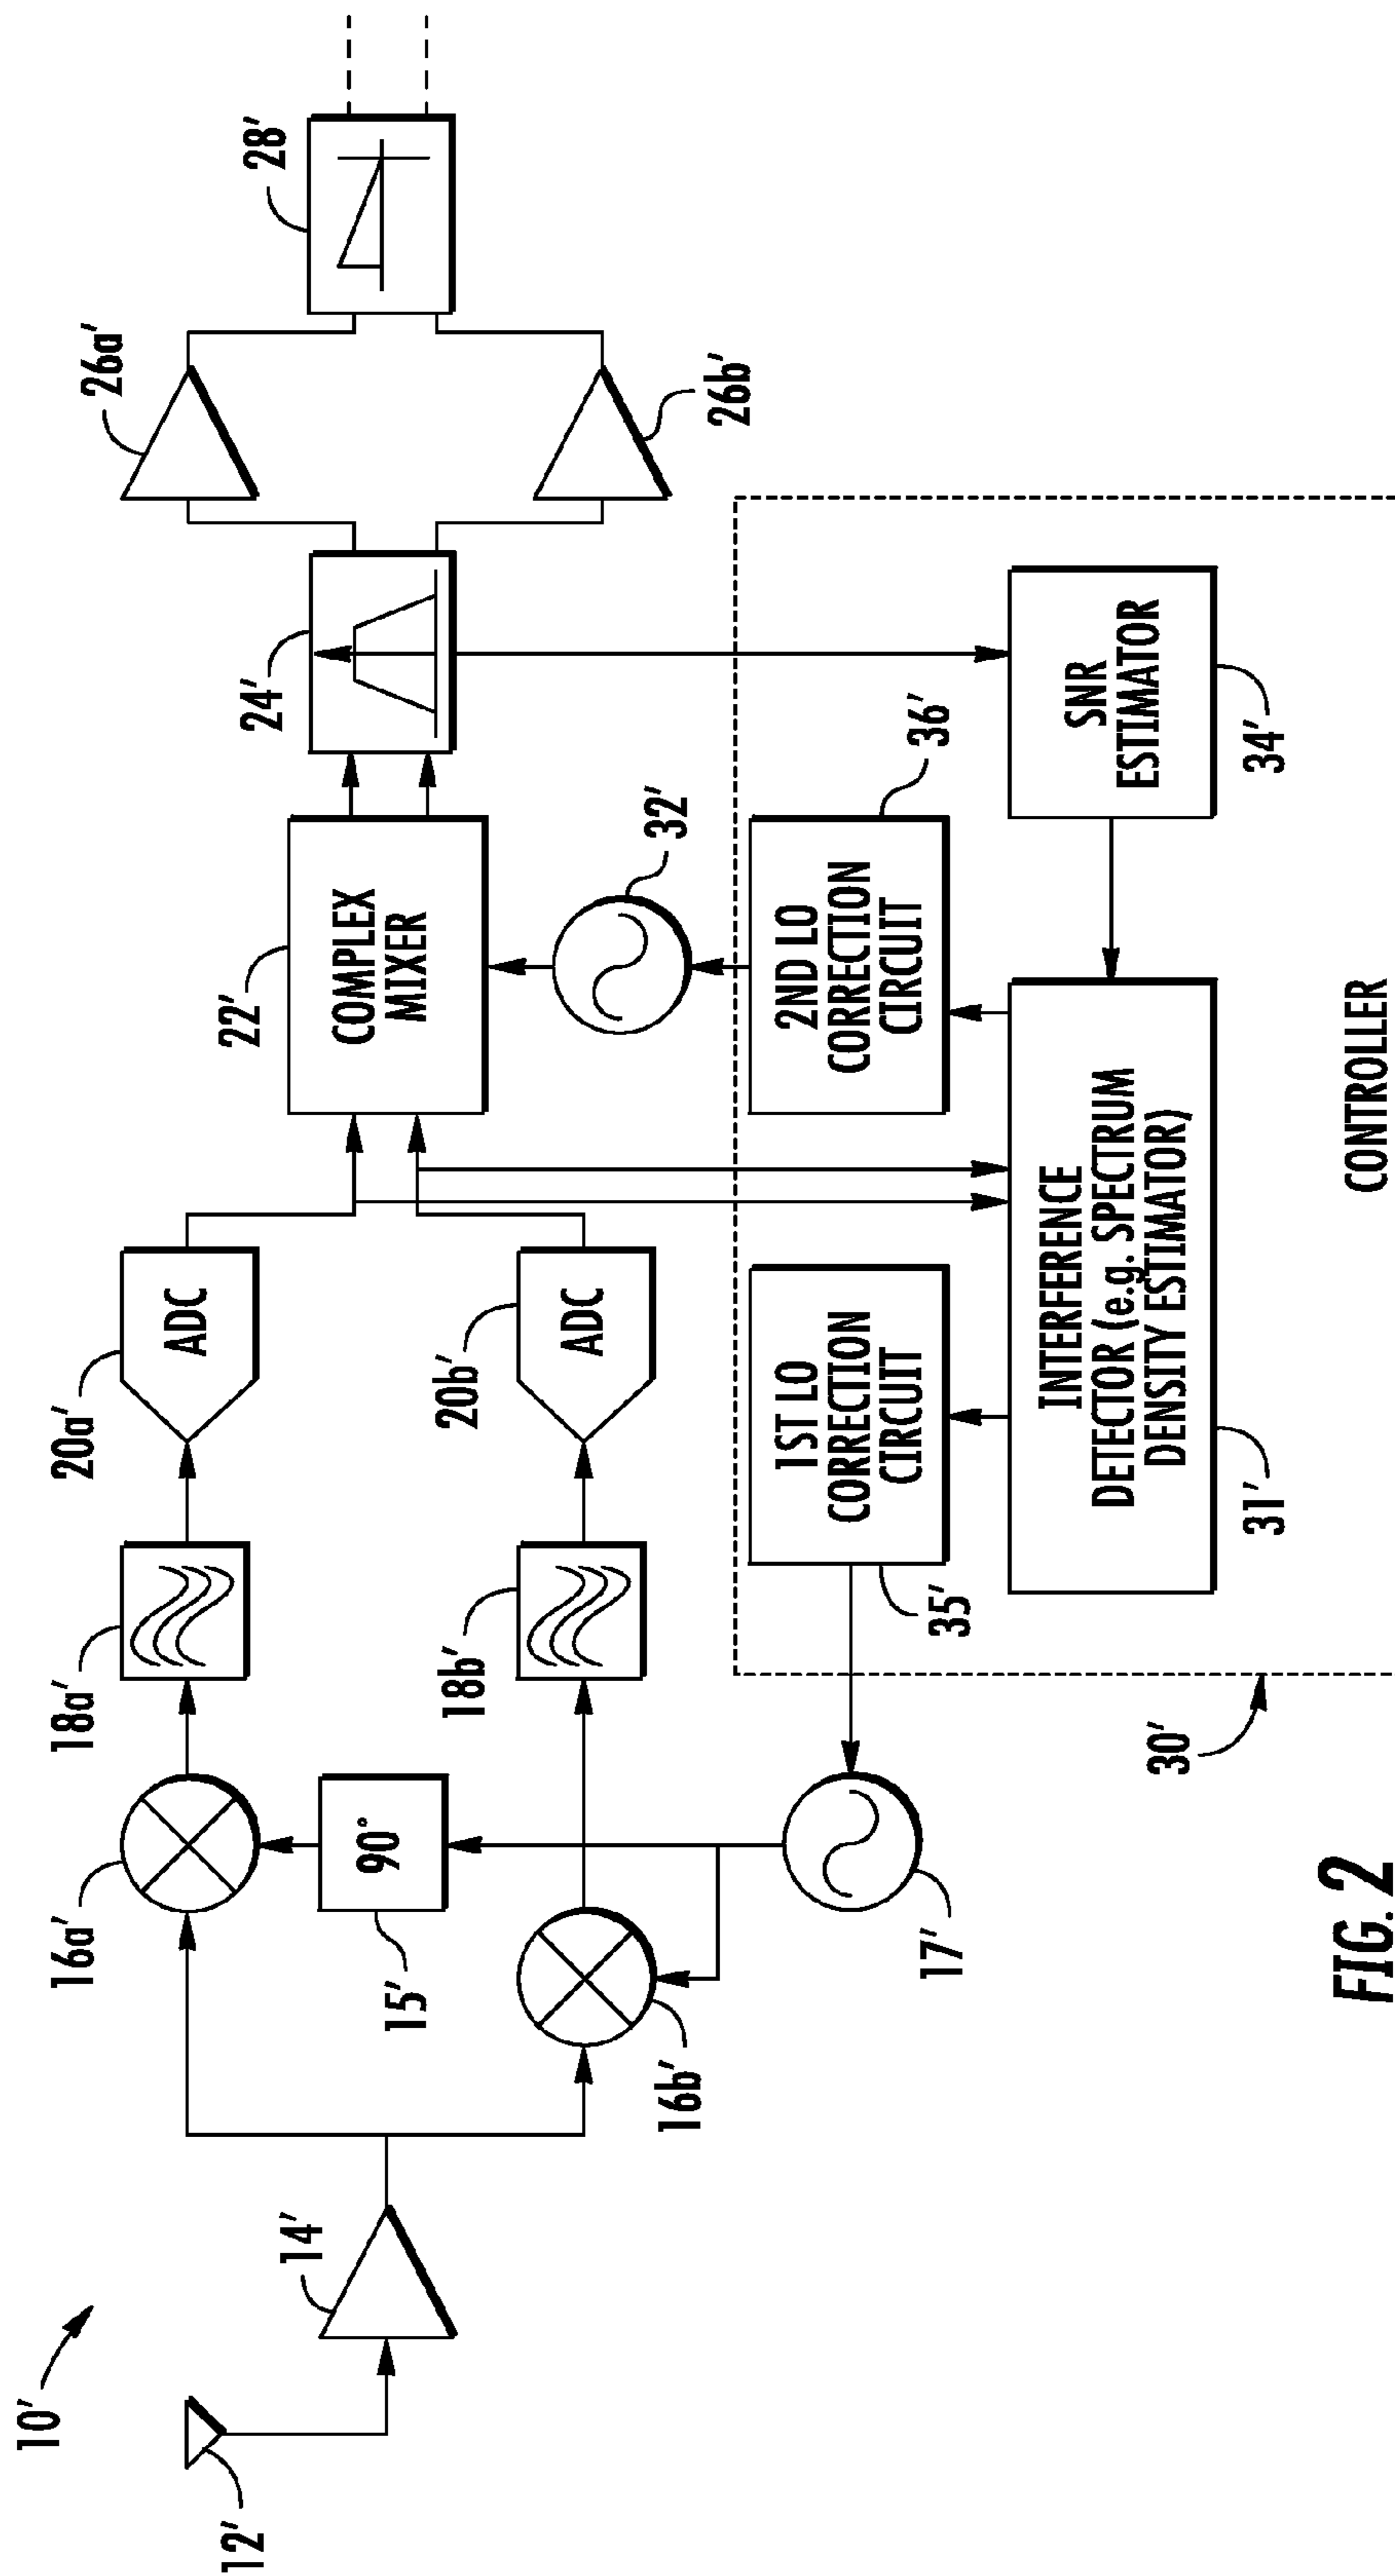 10′
12′
14′
16a′
15′
90°
16b′
17′
18a′
18b′
20a′
ADC
20b′
ADC
22′
COMPLEX
MIXER
32′
24′
26a′
26b′
28′
30′
35′
1ST LO
CORRECTION
CIRCUIT
36′
2ND LO
CORRECTION
CIRCUIT
31′
INTERFERENCE
DETECTOR (e.g. SPECTRUM
DENSITY ESTIMATOR)
SNR
ESTIMATOR
34′
CONTROLLER
FIG. 2